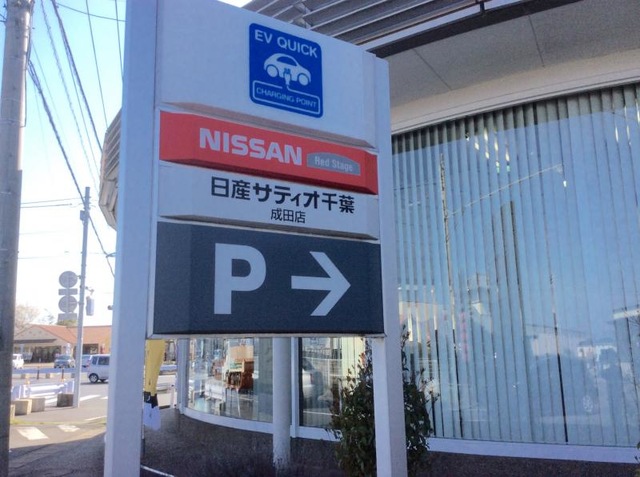 EV QUICK
CHARGING POINT
NISSAN Red Stage
日産サティオ千葉
成田店
P →